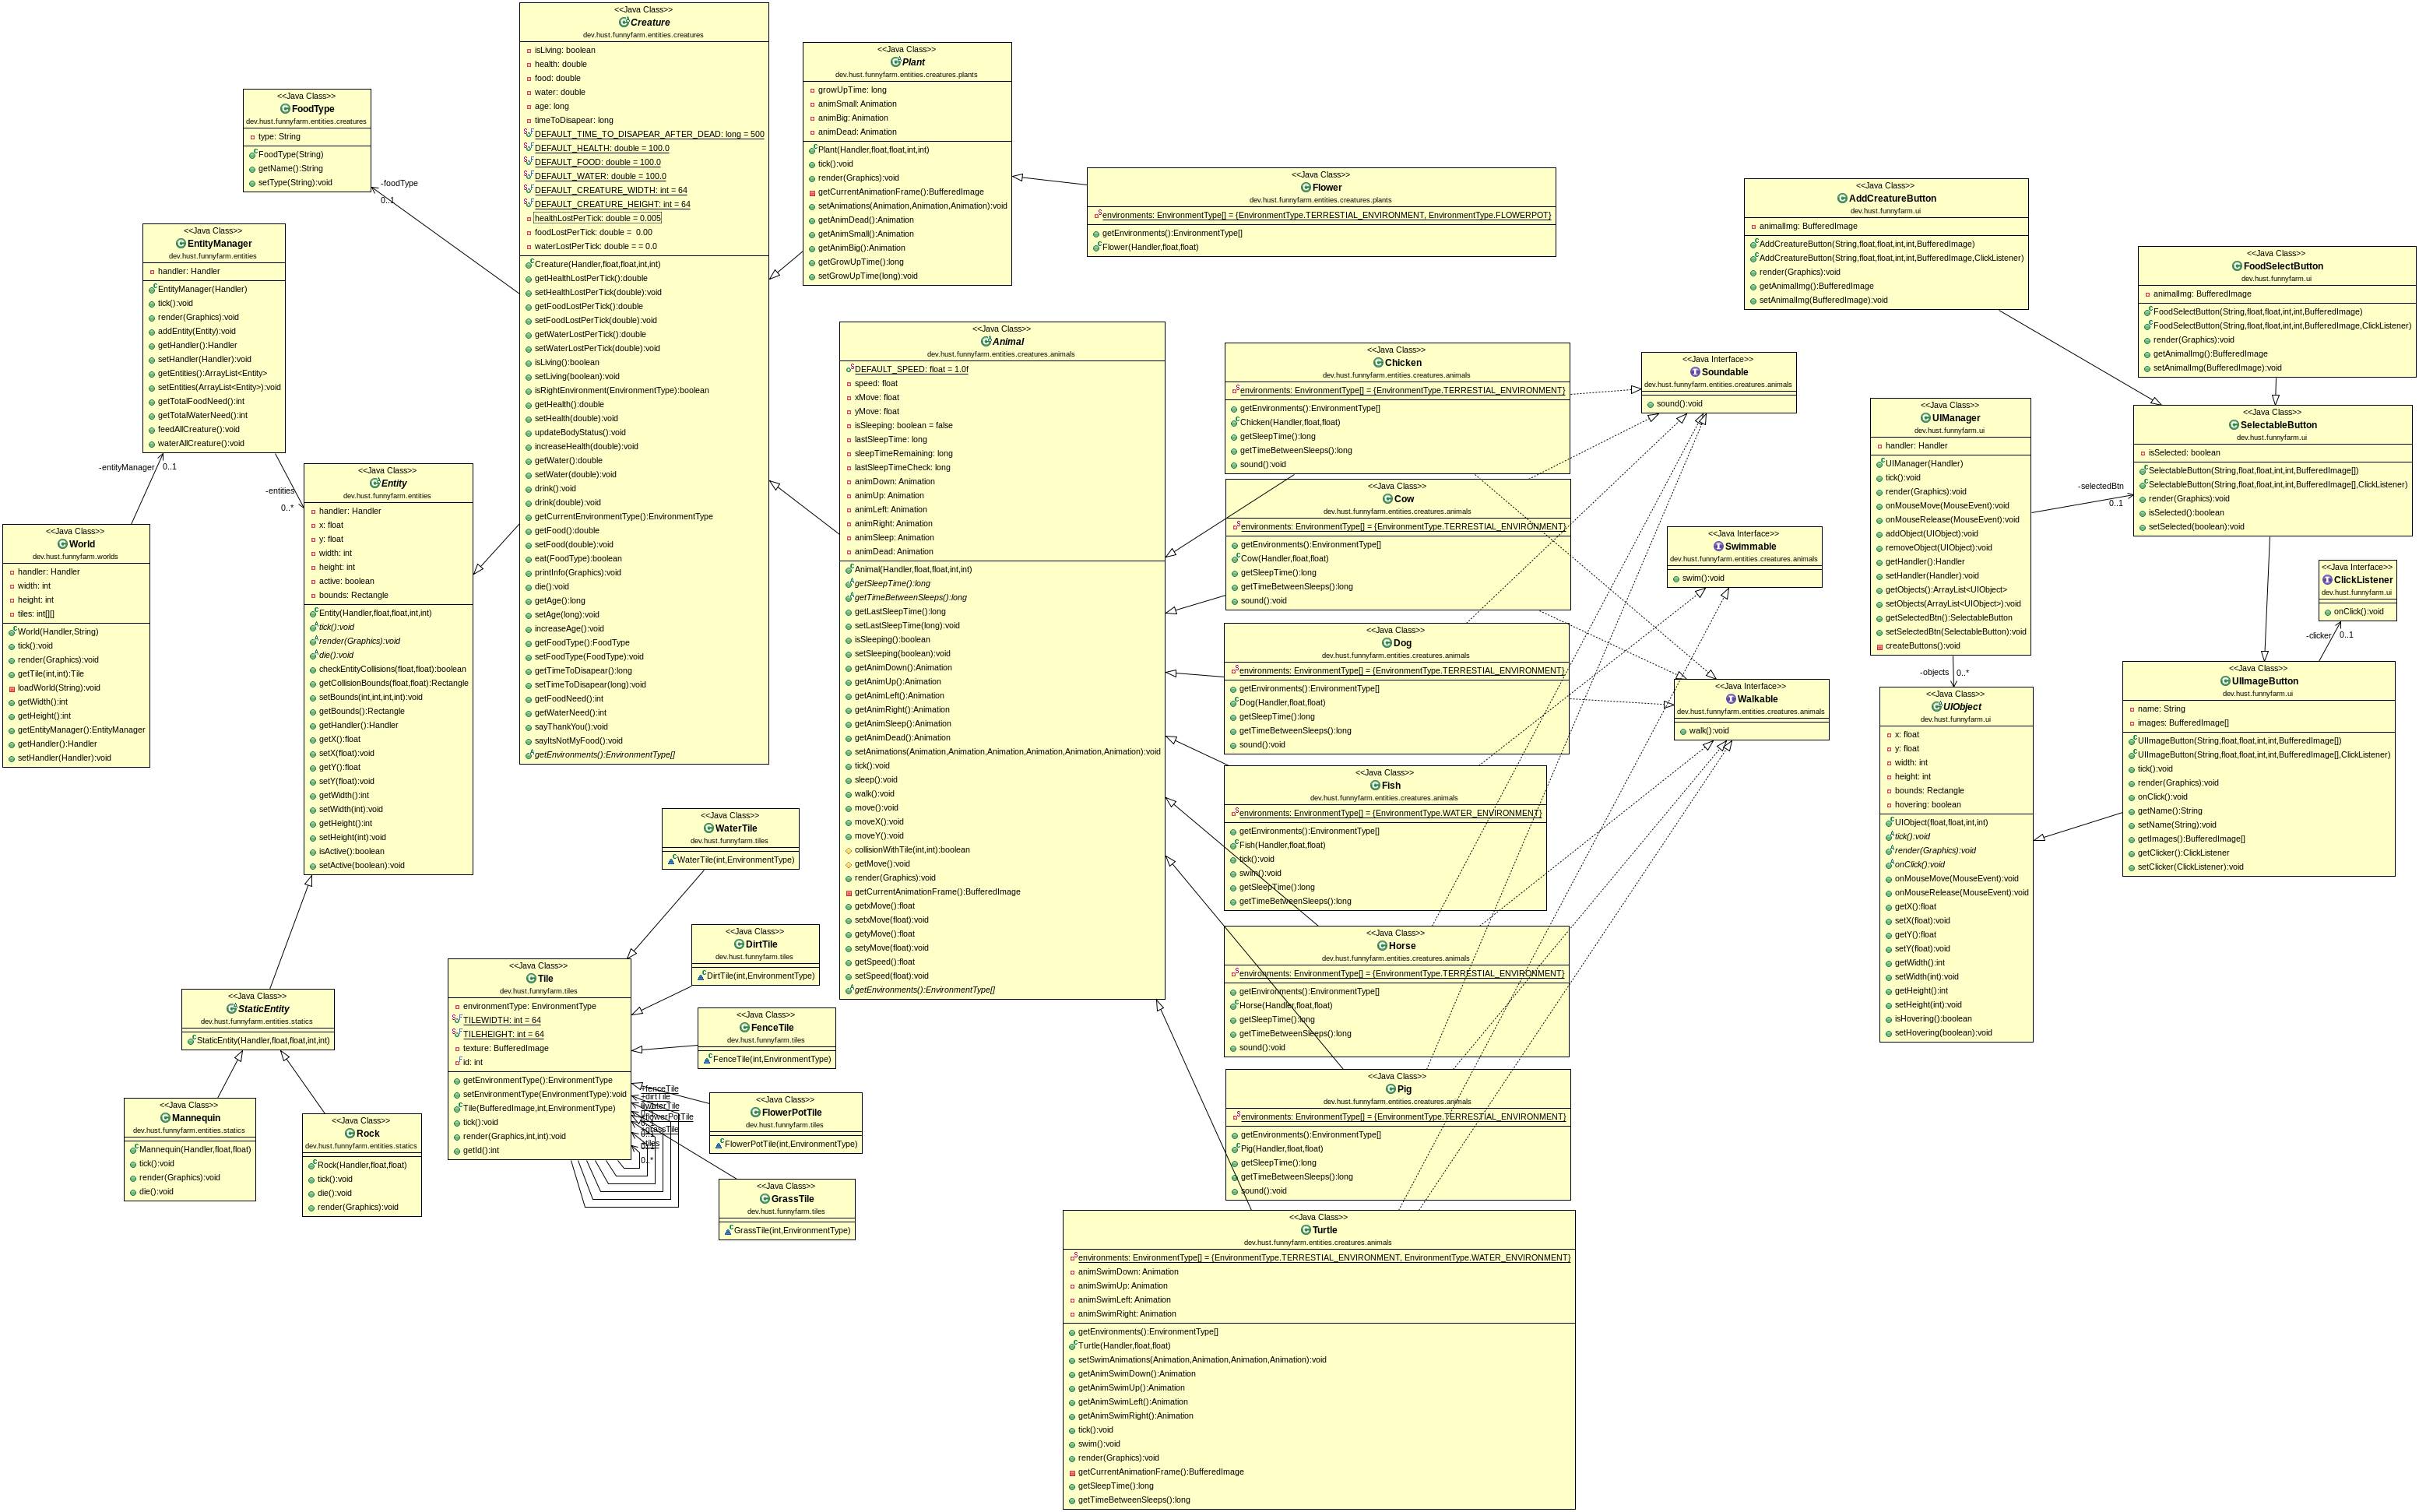 <<Java Class>>
Creature
dev.hust.funnyfarm.entities.creatures
isLiving: boolean
health: double
food: double
water: double
age: long
timeToDisapear: long
DEFAULT_TIME_TO_DISAPEAR_AFTER_DEAD: long = 500
DEFAULT_HEALTH: double = 100.0
DEFAULT_FOOD: double = 100.0
DEFAULT_WATER: double = 100.0
DEFAULT_CREATURE_WIDTH: int = 64
DEFAULT_CREATURE_HEIGHT: int = 64
healthLostPerTick: double = 0.005
foodLostPerTick: double =  0.00
waterLostPerTick: double = = 0.0
Creature(Handler,float,float,int,int)
getHealthLostPerTick():double
setHealthLostPerTick(double):void
getFoodLostPerTick():double
setFoodLostPerTick(double):void
getWaterLostPerTick():double
setWaterLostPerTick(double):void
isLiving():boolean
setLiving(boolean):void
isRightEnvironment(EnvironmentType):boolean
getHealth():double
setHealth(double):void
updateBodyStatus():void
increaseHealth(double):void
getWater():double
setWater(double):void
drink():void
drink(double):void
getCurrentEnvironmentType():EnvironmentType
getFood():double
setFood(double):void
eat(FoodType):boolean
printInfo(Graphics):void
die():void
getAge():long
setAge(long):void
increaseAge():void
getFoodType():FoodType
setFoodType(FoodType):void
getTimeToDisapear():long
setTimeToDisapear(long):void
getFoodNeed():int
getWaterNeed():int
sayThankYou():void
sayItsNotMyFood():void
getEnvironments():EnvironmentType[]
<<Java Class>>
Plant
dev.hust.funnyfarm.entities.creatures.plants
growUpTime: long
animSmall: Animation
animBig: Animation
animDead: Animation
Plant(Handler,float,float,int,int)
tick():void
render(Graphics):void
getCurrentAnimationFrame():BufferedImage
setAnimations(Animation,Animation,Animation):void
getAnimDead():Animation
getAnimSmall():Animation
getAnimBig():Animation
getGrowUpTime():long
setGrowUpTime(long):void
<<Java Class>>
FoodType
dev.hust.funnyfarm.entities.creatures
type: String
FoodType(String)
getName():String
setType(String):void
-foodType
0..1
<<Java Class>>
Flower
dev.hust.funnyfarm.entities.creatures.plants
environments: EnvironmentType[] = {EnvironmentType.TERRESTIAL_ENVIRONMENT, EnvironmentType.FLOWERPOT}
getEnvironments():EnvironmentType[]
Flower(Handler,float,float)
<<Java Class>>
EntityManager
dev.hust.funnyfarm.entities
handler: Handler
EntityManager(Handler)
tick():void
render(Graphics):void
addEntity(Entity):void
getHandler():Handler
setHandler(Handler):void
getEntities():ArrayList<Entity>
setEntities(ArrayList<Entity>):void
getTotalFoodNeed():int
getTotalWaterNeed():int
feedAllCreature():void
waterAllCreature():void
-entityManager
0..1
-entities
0..*
<<Java Class>>
Entity
dev.hust.funnyfarm.entities
handler: Handler
x: float
y: float
width: int
height: int
active: boolean
bounds: Rectangle
Entity(Handler,float,float,int,int)
tick():void
render(Graphics):void
die():void
checkEntityCollisions(float,float):boolean
getCollisionBounds(float,float):Rectangle
setBounds(int,int,int,int):void
getBounds():Rectangle
getHandler():Handler
getX():float
setX(float):void
getY():float
setY(float):void
getWidth():int
setWidth(int):void
getHeight():int
setHeight(int):void
isActive():boolean
setActive(boolean):void
<<Java Class>>
World
dev.hust.funnyfarm.worlds
handler: Handler
width: int
height: int
tiles: int[][]
World(Handler,String)
tick():void
render(Graphics):void
getTile(int,int):Tile
loadWorld(String):void
getWidth():int
getHeight():int
getEntityManager():EntityManager
getHandler():Handler
setHandler(Handler):void
<<Java Class>>
Animal
dev.hust.funnyfarm.entities.creatures.animals
DEFAULT_SPEED: float = 1.0f
speed: float
xMove: float
yMove: float
isSleeping: boolean = false
lastSleepTime: long
sleepTimeRemaining: long
lastSleepTimeCheck: long
animDown: Animation
animUp: Animation
animLeft: Animation
animRight: Animation
animSleep: Animation
animDead: Animation
Animal(Handler,float,float,int,int)
getSleepTime():long
getTimeBetweenSleeps():long
getLastSleepTime():long
setLastSleepTime(long):void
isSleeping():boolean
setSleeping(boolean):void
getAnimDown():Animation
getAnimUp():Animation
getAnimLeft():Animation
getAnimRight():Animation
getAnimSleep():Animation
getAnimDead():Animation
setAnimations(Animation,Animation,Animation,Animation,Animation,Animation):void
tick():void
sleep():void
walk():void
move():void
moveX():void
moveY():void
collisionWithTile(int,int):boolean
getMove():void
render(Graphics):void
getCurrentAnimationFrame():BufferedImage
getxMove():float
setxMove(float):void
getyMove():float
setyMove(float):void
getSpeed():float
setSpeed(float):void
getEnvironments():EnvironmentType[]
<<Java Class>>
Chicken
dev.hust.funnyfarm.entities.creatures.animals
environments: EnvironmentType[] = {EnvironmentType.TERRESTIAL_ENVIRONMENT}
getEnvironments():EnvironmentType[]
Chicken(Handler,float,float)
getSleepTime():long
getTimeBetweenSleeps():long
sound():void
<<Java Class>>
Cow
dev.hust.funnyfarm.entities.creatures.animals
environments: EnvironmentType[] = {EnvironmentType.TERRESTIAL_ENVIRONMENT}
getEnvironments():EnvironmentType[]
Cow(Handler,float,float)
getSleepTime():long
getTimeBetweenSleeps():long
sound():void
<<Java Class>>
Dog
dev.hust.funnyfarm.entities.creatures.animals
environments: EnvironmentType[] = {EnvironmentType.TERRESTIAL_ENVIRONMENT}
getEnvironments():EnvironmentType[]
Dog(Handler,float,float)
getSleepTime():long
getTimeBetweenSleeps():long
sound():void
<<Java Class>>
Fish
dev.hust.funnyfarm.entities.creatures.animals
environments: EnvironmentType[] = {EnvironmentType.WATER_ENVIRONMENT}
getEnvironments():EnvironmentType[]
Fish(Handler,float,float)
tick():void
swim():void
getSleepTime():long
getTimeBetweenSleeps():long
<<Java Class>>
Horse
dev.hust.funnyfarm.entities.creatures.animals
environments: EnvironmentType[] = {EnvironmentType.TERRESTIAL_ENVIRONMENT}
getEnvironments():EnvironmentType[]
Horse(Handler,float,float)
getSleepTime():long
getTimeBetweenSleeps():long
sound():void
<<Java Class>>
Pig
dev.hust.funnyfarm.entities.creatures.animals
environments: EnvironmentType[] = {EnvironmentType.TERRESTIAL_ENVIRONMENT}
getEnvironments():EnvironmentType[]
Pig(Handler,float,float)
getSleepTime():long
getTimeBetweenSleeps():long
sound():void
<<Java Class>>
Turtle
dev.hust.funnyfarm.entities.creatures.animals
environments: EnvironmentType[] = {EnvironmentType.TERRESTIAL_ENVIRONMENT, EnvironmentType.WATER_ENVIRONMENT}
animSwimDown: Animation
animSwimUp: Animation
animSwimLeft: Animation
animSwimRight: Animation
getEnvironments():EnvironmentType[]
Turtle(Handler,float,float)
setSwimAnimations(Animation,Animation,Animation,Animation):void
getAnimSwimDown():Animation
getAnimSwimUp():Animation
getAnimSwimLeft():Animation
getAnimSwimRight():Animation
tick():void
swim():void
render(Graphics):void
getCurrentAnimationFrame():BufferedImage
getSleepTime():long
getTimeBetweenSleeps():long
<<Java Interface>>
Soundable
dev.hust.funnyfarm.entities.creatures.animals
sound():void
<<Java Interface>>
Swimmable
dev.hust.funnyfarm.entities.creatures.animals
swim():void
<<Java Interface>>
Walkable
dev.hust.funnyfarm.entities.creatures.animals
walk():void
<<Java Class>>
AddCreatureButton
dev.hust.funnyfarm.ui
animalImg: BufferedImage
AddCreatureButton(String,float,float,int,int,BufferedImage)
AddCreatureButton(String,float,float,int,int,BufferedImage,ClickListener)
render(Graphics):void
getAnimalImg():BufferedImage
setAnimalImg(BufferedImage):void
<<Java Class>>
FoodSelectButton
dev.hust.funnyfarm.ui
animalImg: BufferedImage
FoodSelectButton(String,float,float,int,int,BufferedImage)
FoodSelectButton(String,float,float,int,int,BufferedImage,ClickListener)
render(Graphics):void
getAnimalImg():BufferedImage
setAnimalImg(BufferedImage):void
<<Java Class>>
UIManager
dev.hust.funnyfarm.ui
handler: Handler
UIManager(Handler)
tick():void
render(Graphics):void
onMouseMove(MouseEvent):void
onMouseRelease(MouseEvent):void
addObject(UIObject):void
removeObject(UIObject):void
getHandler():Handler
setHandler(Handler):void
getObjects():ArrayList<UIObject>
setObjects(ArrayList<UIObject>):void
getSelectedBtn():SelectableButton
setSelectedBtn(SelectableButton):void
createButtons():void
-selectedBtn
0..1
-objects
0..*
<<Java Class>>
SelectableButton
dev.hust.funnyfarm.ui
isSelected: boolean
SelectableButton(String,float,float,int,int,BufferedImage[])
SelectableButton(String,float,float,int,int,BufferedImage[],ClickListener)
render(Graphics):void
isSelected():boolean
setSelected(boolean):void
<<Java Interface>>
ClickListener
dev.hust.funnyfarm.ui
onClick():void
-clicker
0..1
<<Java Class>>
UIObject
dev.hust.funnyfarm.ui
x: float
y: float
width: int
height: int
bounds: Rectangle
hovering: boolean
UIObject(float,float,int,int)
tick():void
render(Graphics):void
onClick():void
onMouseMove(MouseEvent):void
onMouseRelease(MouseEvent):void
getX():float
setX(float):void
getY():float
setY(float):void
getWidth():int
setWidth(int):void
getHeight():int
setHeight(int):void
isHovering():boolean
setHovering(boolean):void
<<Java Class>>
UIImageButton
dev.hust.funnyfarm.ui
name: String
images: BufferedImage[]
UIImageButton(String,float,float,int,int,BufferedImage[])
UIImageButton(String,float,float,int,int,BufferedImage[],ClickListener)
tick():void
render(Graphics):void
onClick():void
getName():String
setName(String):void
getImages():BufferedImage[]
getClicker():ClickListener
setClicker(ClickListener):void
<<Java Class>>
WaterTile
dev.hust.funnyfarm.tiles
WaterTile(int,EnvironmentType)
<<Java Class>>
DirtTile
dev.hust.funnyfarm.tiles
DirtTile(int,EnvironmentType)
<<Java Class>>
Tile
dev.hust.funnyfarm.tiles
environmentType: EnvironmentType
TILEWIDTH: int = 64
TILEHEIGHT: int = 64
texture: BufferedImage
id: int
getEnvironmentType():EnvironmentType
setEnvironmentType(EnvironmentType):void
Tile(BufferedImage,int,EnvironmentType)
tick():void
render(Graphics,int,int):void
getId():int
<<Java Class>>
FenceTile
dev.hust.funnyfarm.tiles
FenceTile(int,EnvironmentType)
+fenceTile
+dirtTile
0..*
<<Java Class>>
FlowerPotTile
dev.hust.funnyfarm.tiles
FlowerPotTile(int,EnvironmentType)
<<Java Class>>
GrassTile
dev.hust.funnyfarm.tiles
GrassTile(int,EnvironmentType)
<<Java Class>>
StaticEntity
dev.hust.funnyfarm.entities.statics
StaticEntity(Handler,float,float,int,int)
<<Java Class>>
Mannequin
dev.hust.funnyfarm.entities.statics
Mannequin(Handler,float,float)
tick():void
render(Graphics):void
die():void
<<Java Class>>
Rock
dev.hust.funnyfarm.entities.statics
Rock(Handler,float,float)
tick():void
die():void
render(Graphics):void